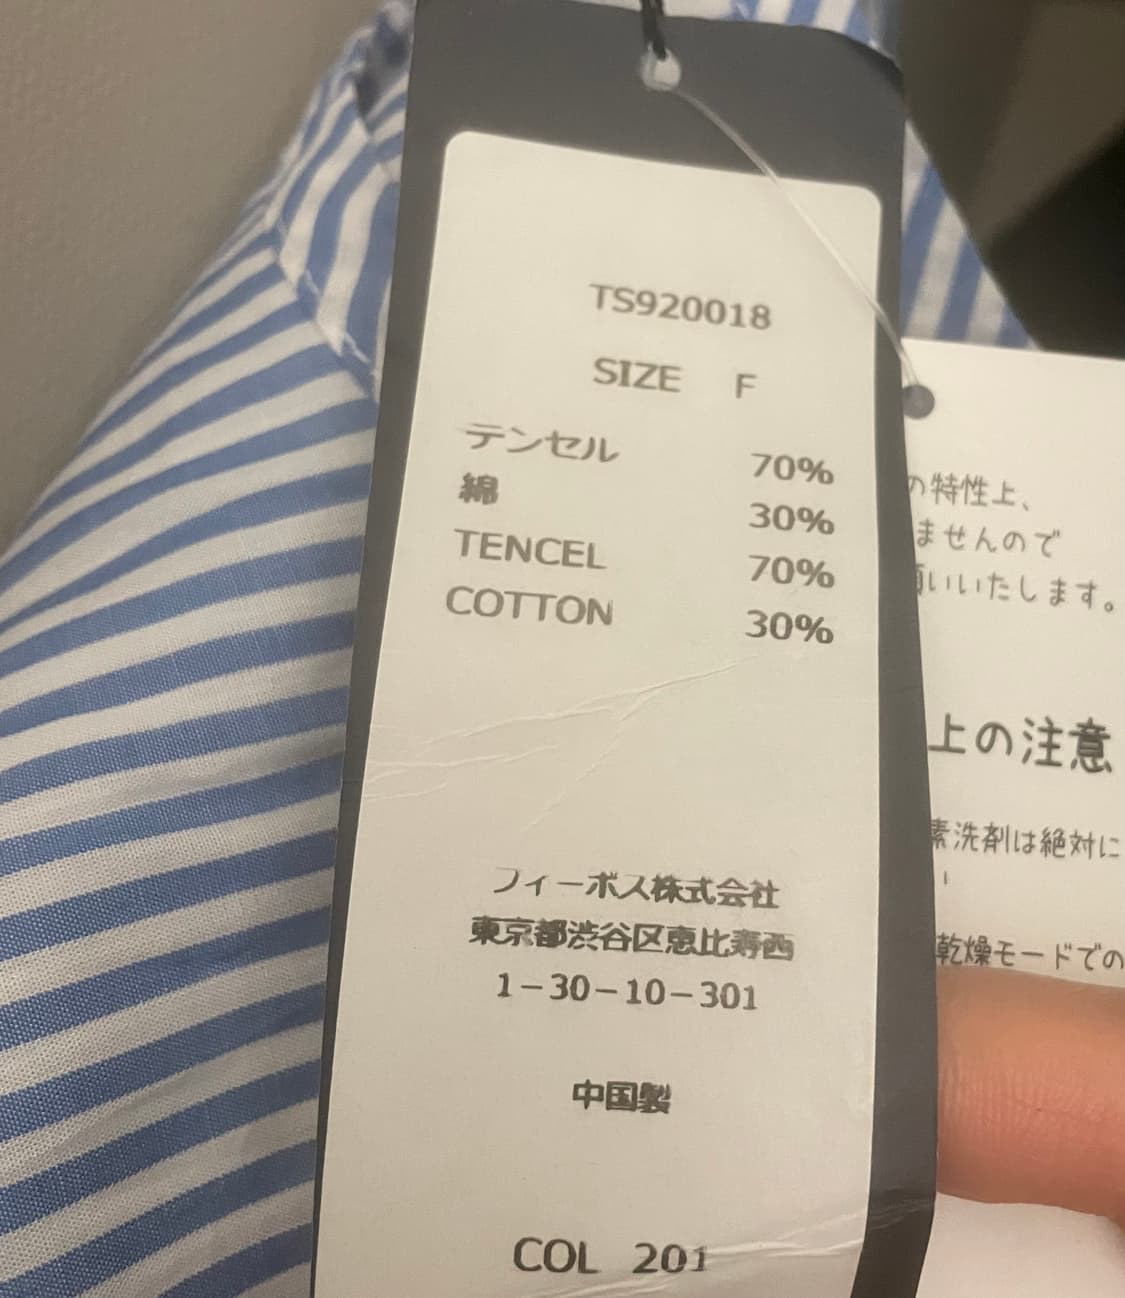 TS920018
SIZE F
テンセル 70%
綿 30%
TENCEL 70%
COTTON 30%
フィーボス株式会社
東京都渋谷区恵比寿西
1-30-10-301
中国製
COL 201
の特性上、
ませんので
願いいたします。
上の注意
素洗剤は絶対に
い
乾燥モードでの